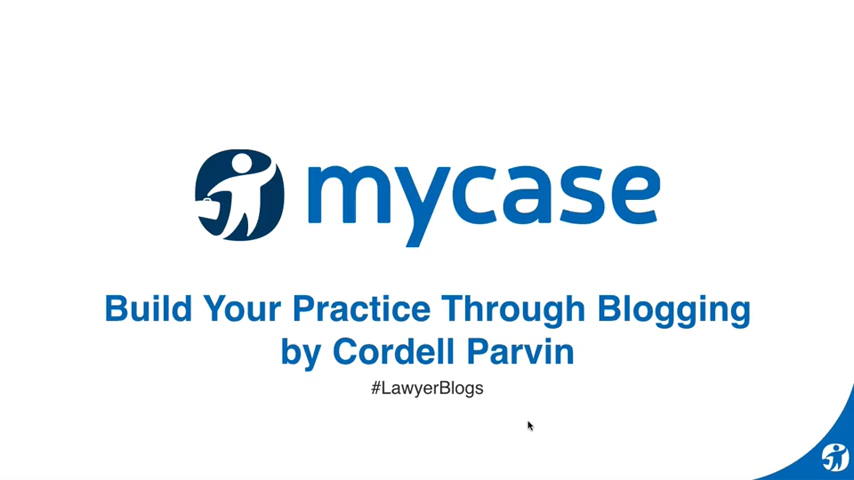 mycase
Build Your Practice Through Blogging
by Cordell Parvin
#LawyerBlogs